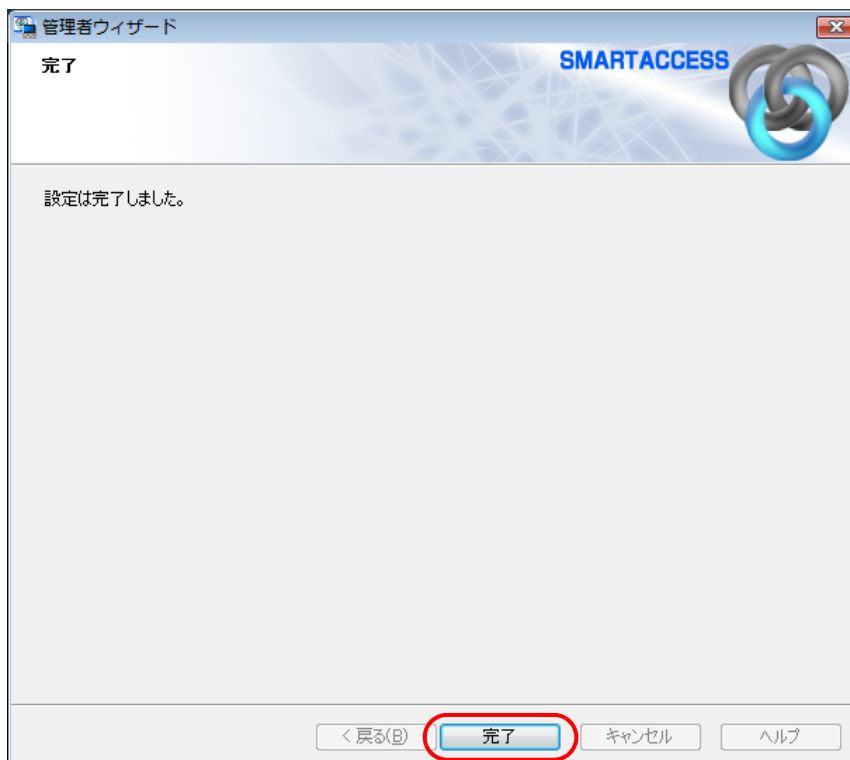 管理者ウィザード
完了
SMARTACCESS
設定は完了しました。
< 戻る(B)
完了
キャンセル
ヘルプ